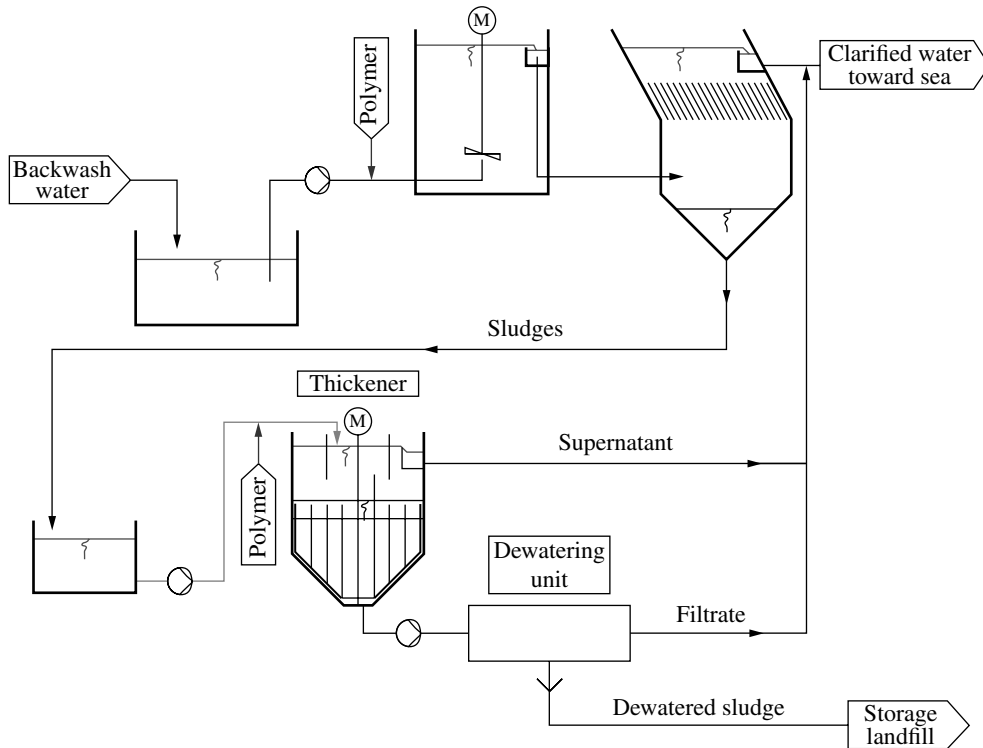 M
Polymer
Clarified water
toward sea
Backwash
water
Sludges
Thickener
M
Supernatant
Polymer
Dewatering
unit
Filtrate
Dewatered sludge
Storage
landfill